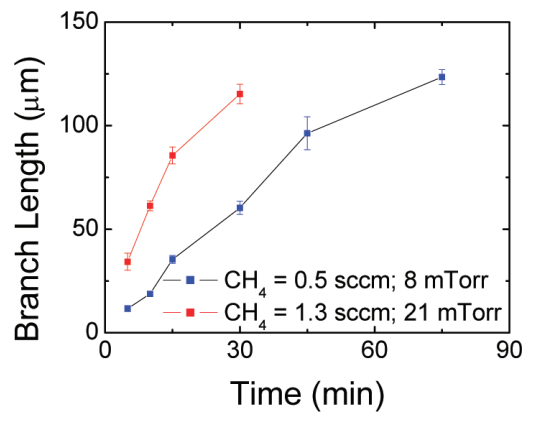 150
100
50
0
Branch Length (μm)
CH₄ = 0.5 sccm; 8 mTorr
CH₄ = 1.3 sccm; 21 mTorr
0 30 60 90
Time (min)